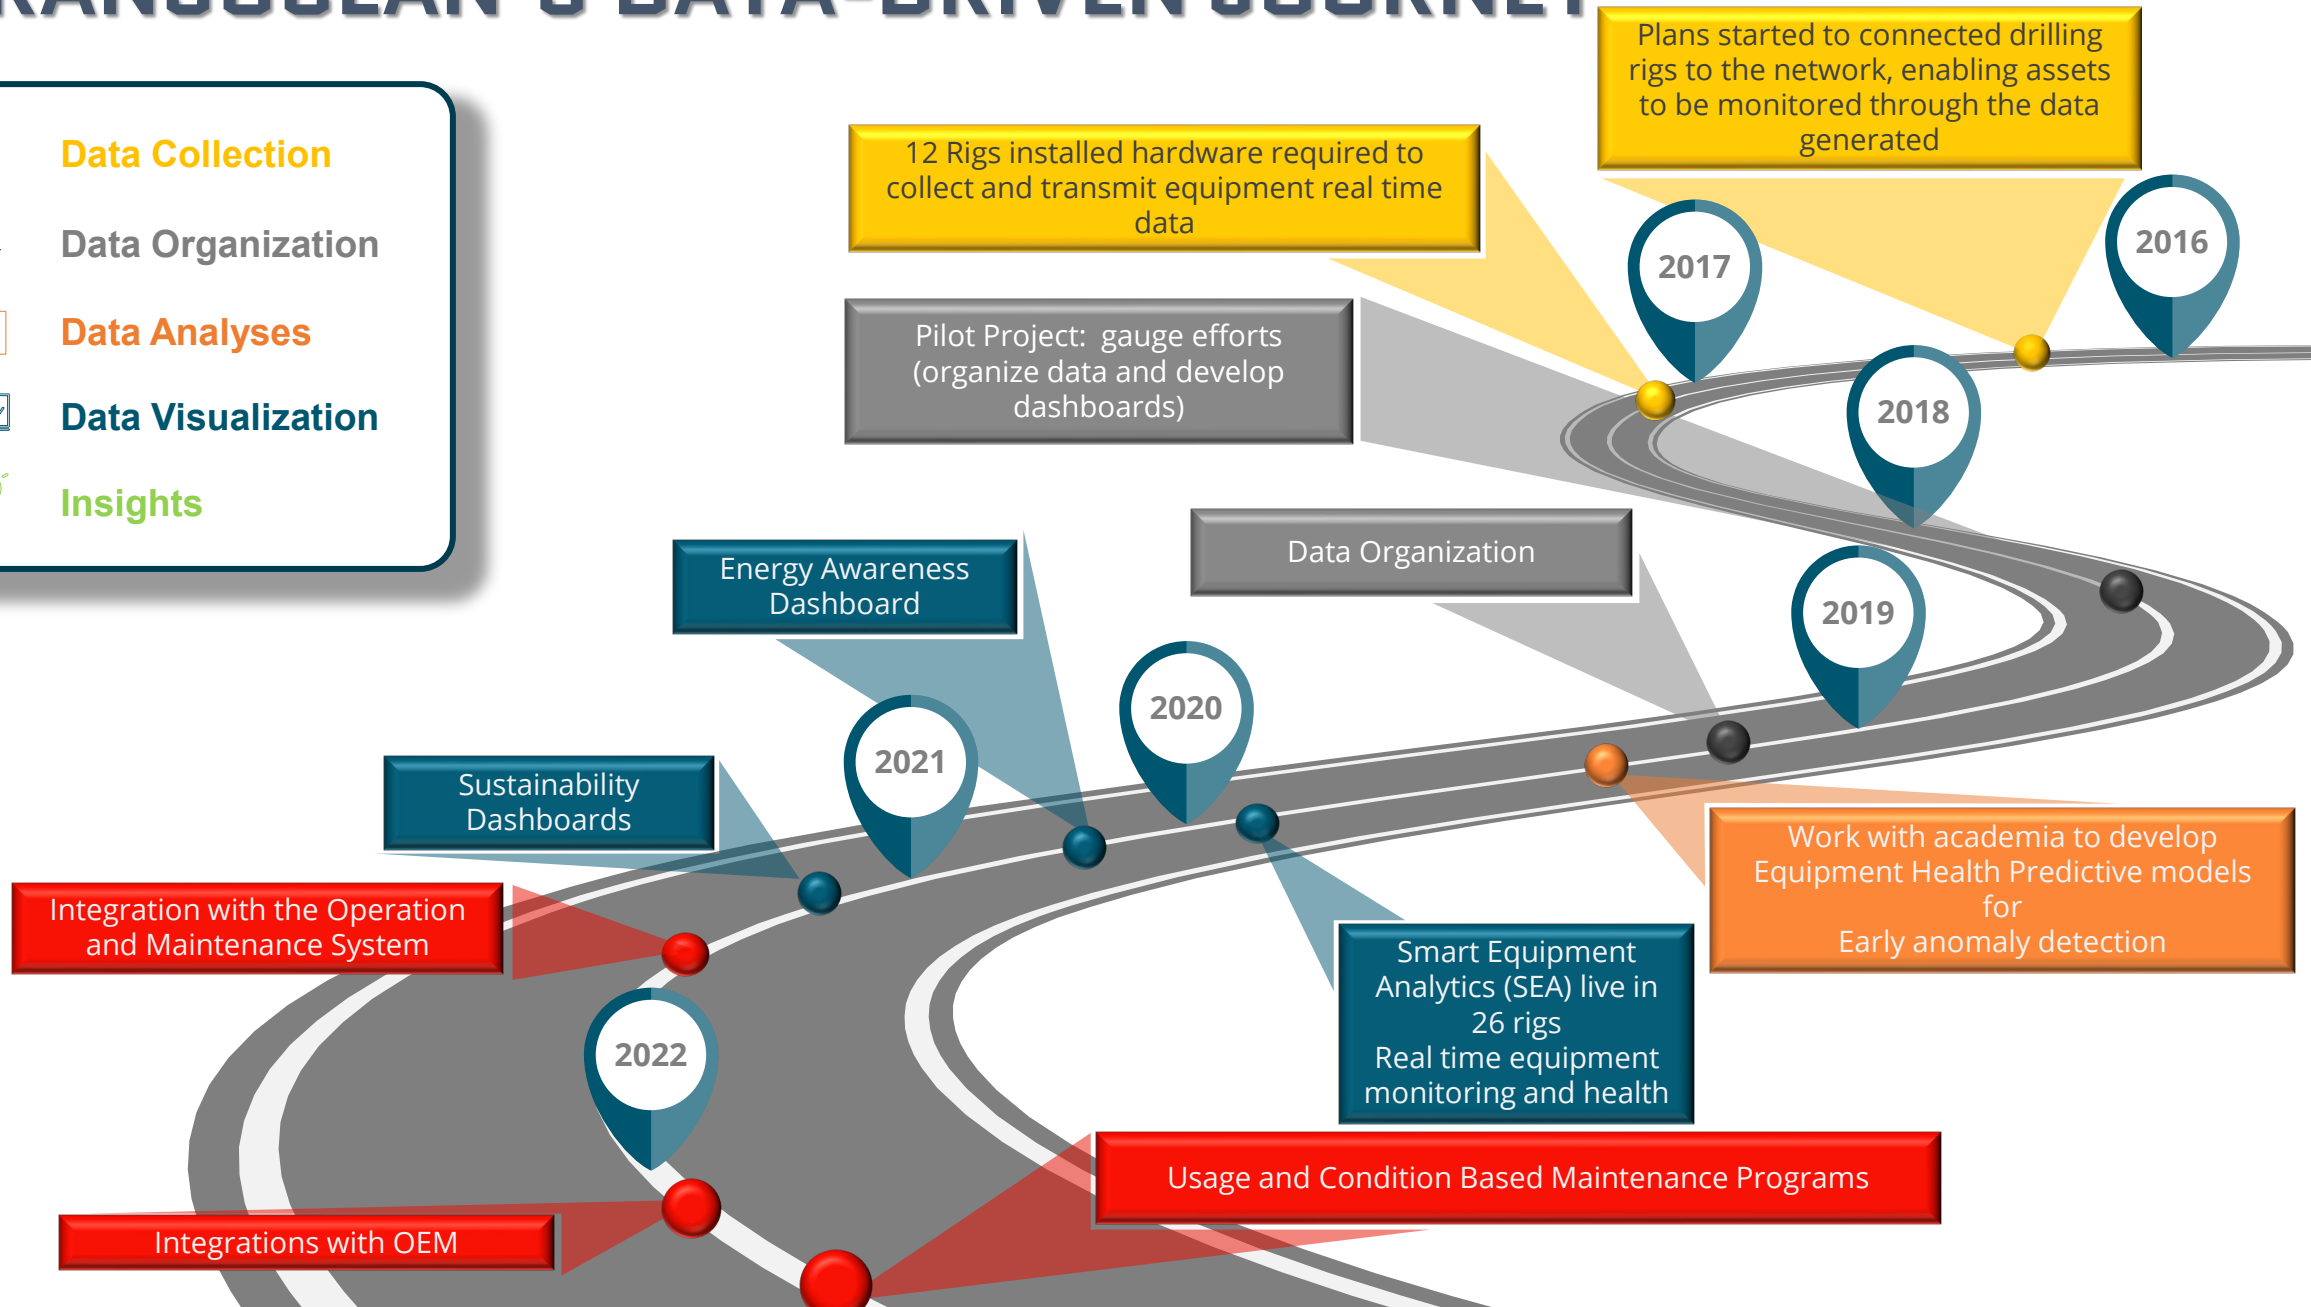 RANSOCEAN'S DATA-DRIVEN JOURNEY
Data Collection
Data Organization
Data Analyses
Data Visualization
Insights
Plans started to connected drilling
rigs to the network, enabling assets
to be monitored through the data
generated
2016
12 Rigs installed hardware required to
collect and transmit equipment real time
data
2017
Pilot Project: gauge efforts
(organize data and develop
dashboards)
2018
Data Organization
2019
Work with academia to develop
Equipment Health Predictive models
for
Early anomaly detection
Energy Awareness
Dashboard
2020
Smart Equipment
Analytics (SEA) live in
26 rigs
Real time equipment
monitoring and health
2021
Sustainability
Dashboards
Integration with the Operation
and Maintenance System
2022
Integrations with OEM
Usage and Condition Based Maintenance Programs